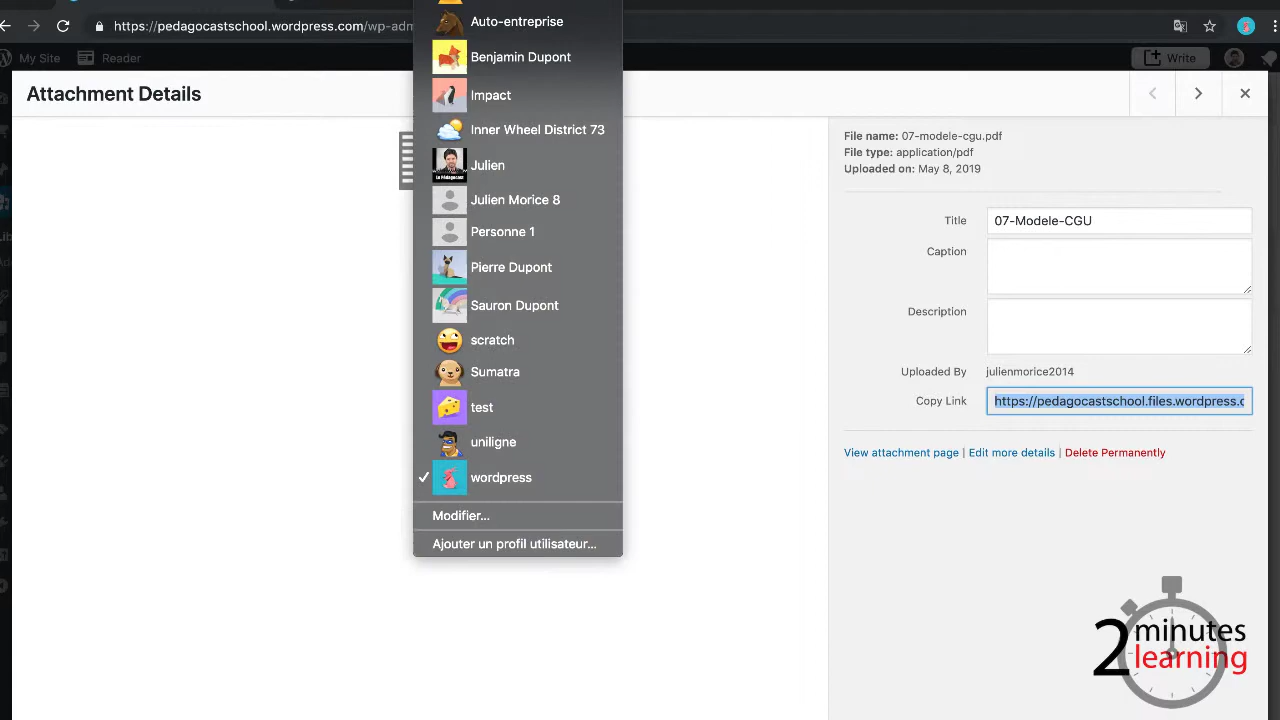 https://pedagocastschool.wordpress.com/wp-adm
My Site
Reader
Write
Attachment Details
Auto-entreprise
Benjamin Dupont
Impact
Inner Wheel District 73
Julien
Julien Morice 8
Personne 1
Pierre Dupont
Sauron Dupont
scratch
Sumatra
test
uniligne
wordpress
Modifier...
Ajouter un profil utilisateur...
File name: 07-modele-cgu.pdf
File type: application/pdf
Uploaded on: May 8, 2019
Title
07-Modele-CGU
Caption
Description
Uploaded By
julienmorice2014
Copy Link
https://pedagocastschool.files.wordpress.c
View attachment page | Edit more details | Delete Permanently
2 minutes
learning